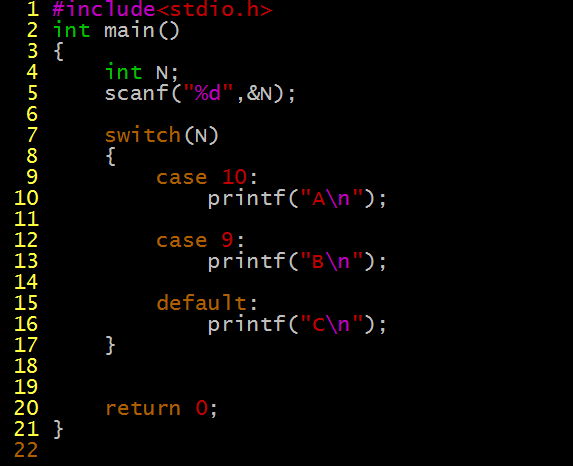 1 #include<stdio.h>
2 int main()
3 {
4     int N;
5     scanf("%d",&N);
6
7     switch(N)
8     {
9         case 10:
10             printf("A\n");
11
12         case 9:
13             printf("B\n");
14
15         default:
16             printf("C\n");
17     }
18
19
20     return 0;
21 }
22